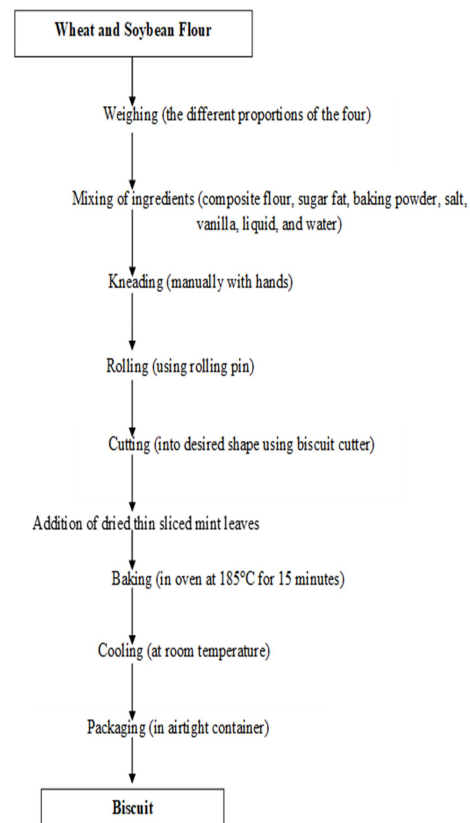 Wheat and Soybean Flour
Weighing (the different proportions of the four)
Mixing of ingredients (composite flour, sugar fat, baking powder, salt,
vanilla, liquid, and water)
Kneading (manually with hands)
Rolling (using rolling pin)
Cutting (into desired shape using biscuit cutter)
Addition of dried thin sliced mint leaves
Baking (in oven at 185°C for 15 minutes)
Cooling (at room temperature)
Packaging (in airtight container)
Biscuit